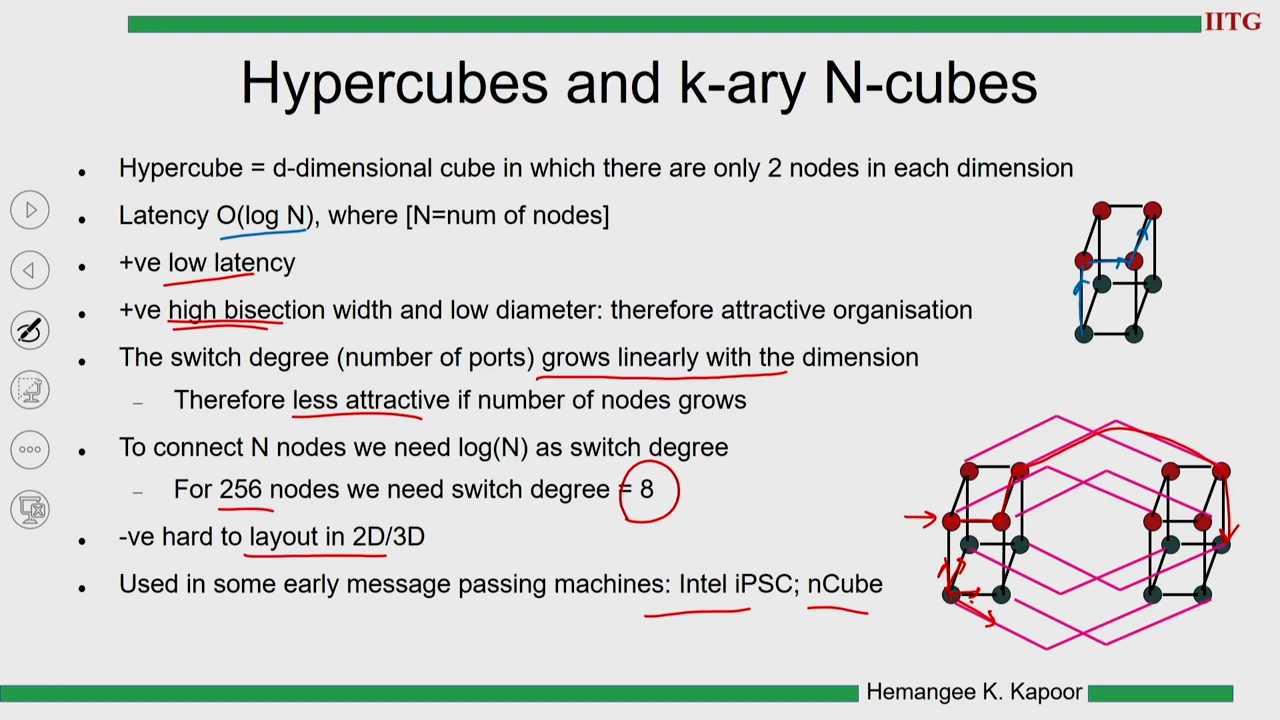 IITG
Hypercubes and k-ary N-cubes
• Hypercube = d-dimensional cube in which there are only 2 nodes in each dimension
• Latency O(log N), where [N=num of nodes]
• +ve low latency
• +ve high bisection width and low diameter: therefore attractive organisation
• The switch degree (number of ports) grows linearly with the dimension
– Therefore less attractive if number of nodes grows
• To connect N nodes we need log(N) as switch degree
– For 256 nodes we need switch degree = 8
• -ve hard to layout in 2D/3D
• Used in some early message passing machines: Intel iPSC; nCube
Hemangee K. Kapoor